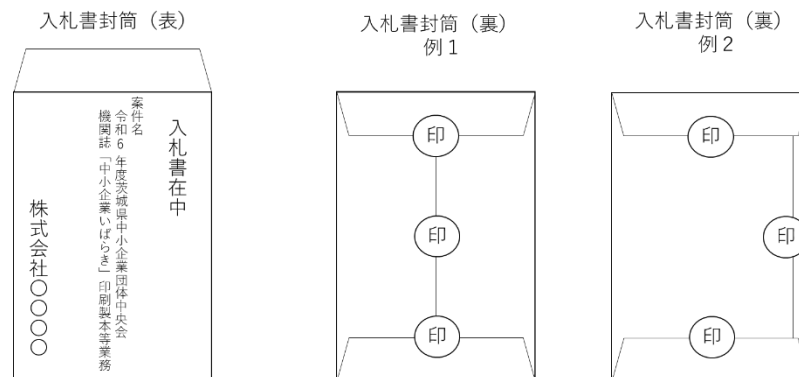 入札書封筒（表）
入札書在中
案件名
令和６年度茨城県中小企業団体中央会
機関誌「中小企業いばらき」印刷製本等業務
株式会社〇〇〇〇
入札書封筒（裏）
例１
印
印
印
入札書封筒（裏）
例２
印
印
印